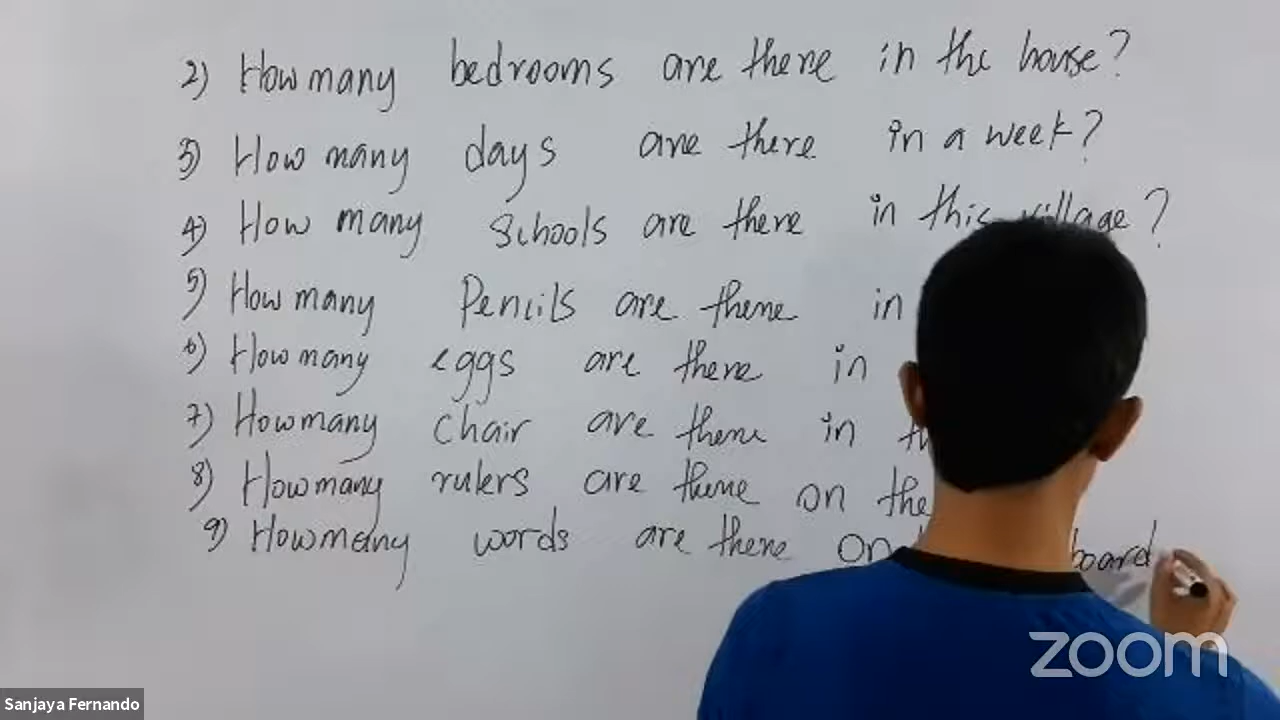 2) How many bedrooms are there in the house?
3) How many days are there in a week?
4) How many schools are there in this village?
5) How many Pencils are there in
6) How many eggs are there in
7) How many chair are there in
8) How many rulers are there on the
9) How many words are there on board
zoom
Sanjaya Fernando